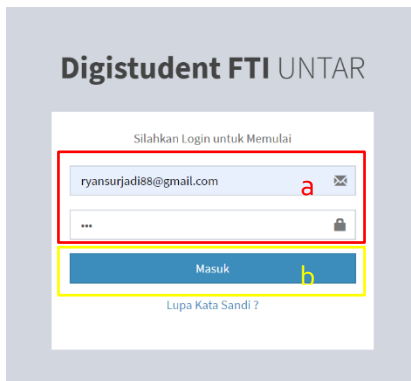 Digistudent FTI UNTAR
Silahkan Login untuk Memulai
ryansurjadi88@gmail.com a
•••
Masuk b
Lupa Kata Sandi ?